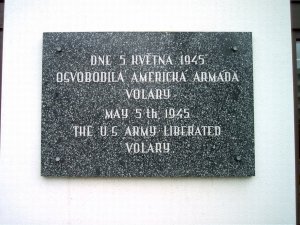 DNE 5 KVĚTNA 1945
OSVOBODILA AMERICKÁ ARMÁDA
VOLARY
MAY 5 th 1945
THE U.S ARMY LIBERATED
VOLARY